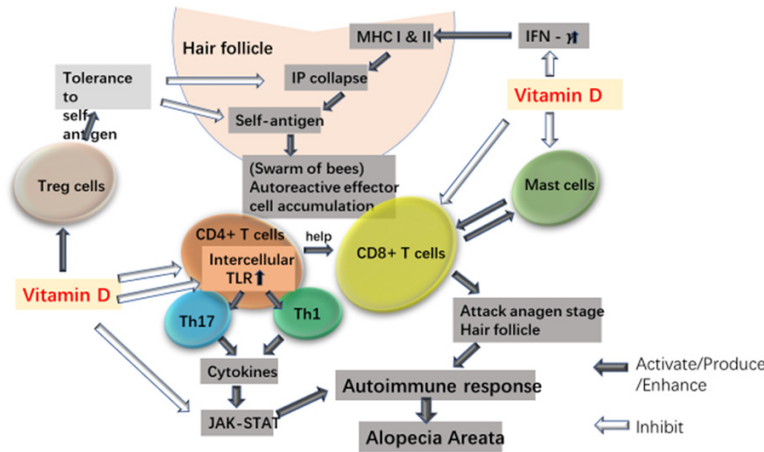 MHC I & II
IFN - γ
Hair follicle
Tolerance
to
self-
antigen
IP collapse
Vitamin D
Self-antigen
(Swarm of bees)
Autoreactive effector
cell accumulation
Treg cells
Mast cells
CD4+ T cells
help
CD8+ T cells
Intercellular
TLR
Vitamin D
Th17
Th1
Attack anagen stage
Hair follicle
Cytokines
Autoimmune response
Activate/Produce
/Enhance
JAK-STAT
Alopecia Areata
Inhibit